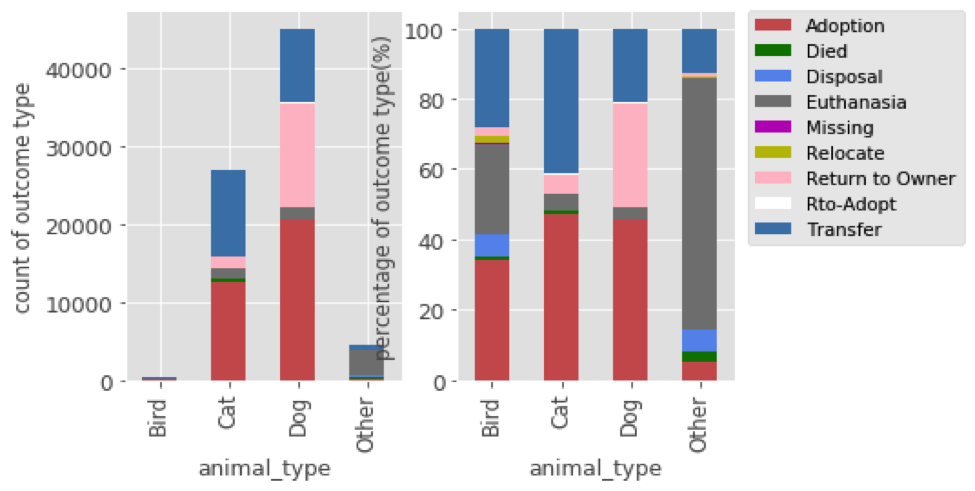 count of outcome type
40000
30000
20000
10000
0
Bird
Cat
Dog
Other
animal_type
percentage of outcome type(%)
100
80
60
40
20
0
Bird
Cat
Dog
Other
animal_type
Adoption
Died
Disposal
Euthanasia
Missing
Relocate
Return to Owner
Rto-Adopt
Transfer